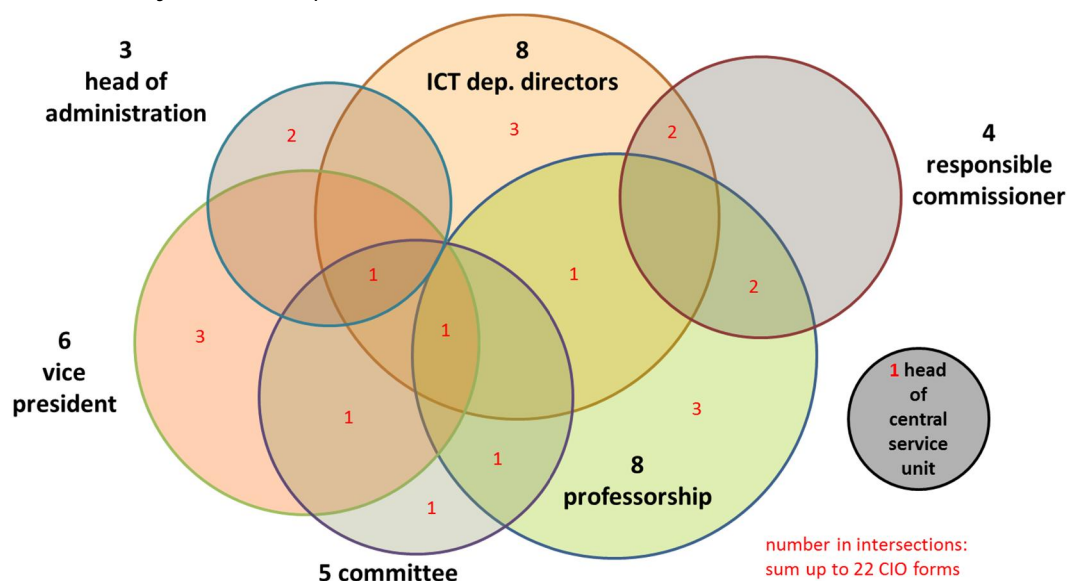 3
head of
administration
8
ICT dep. directors
4
responsible
commissioner
6
vice
president
2
3
2
1
1
2
3
1
1
3
1
1
8
professorship
5 committee
1 head
of
central
service
unit
number in intersections:
sum up to 22 CIO forms